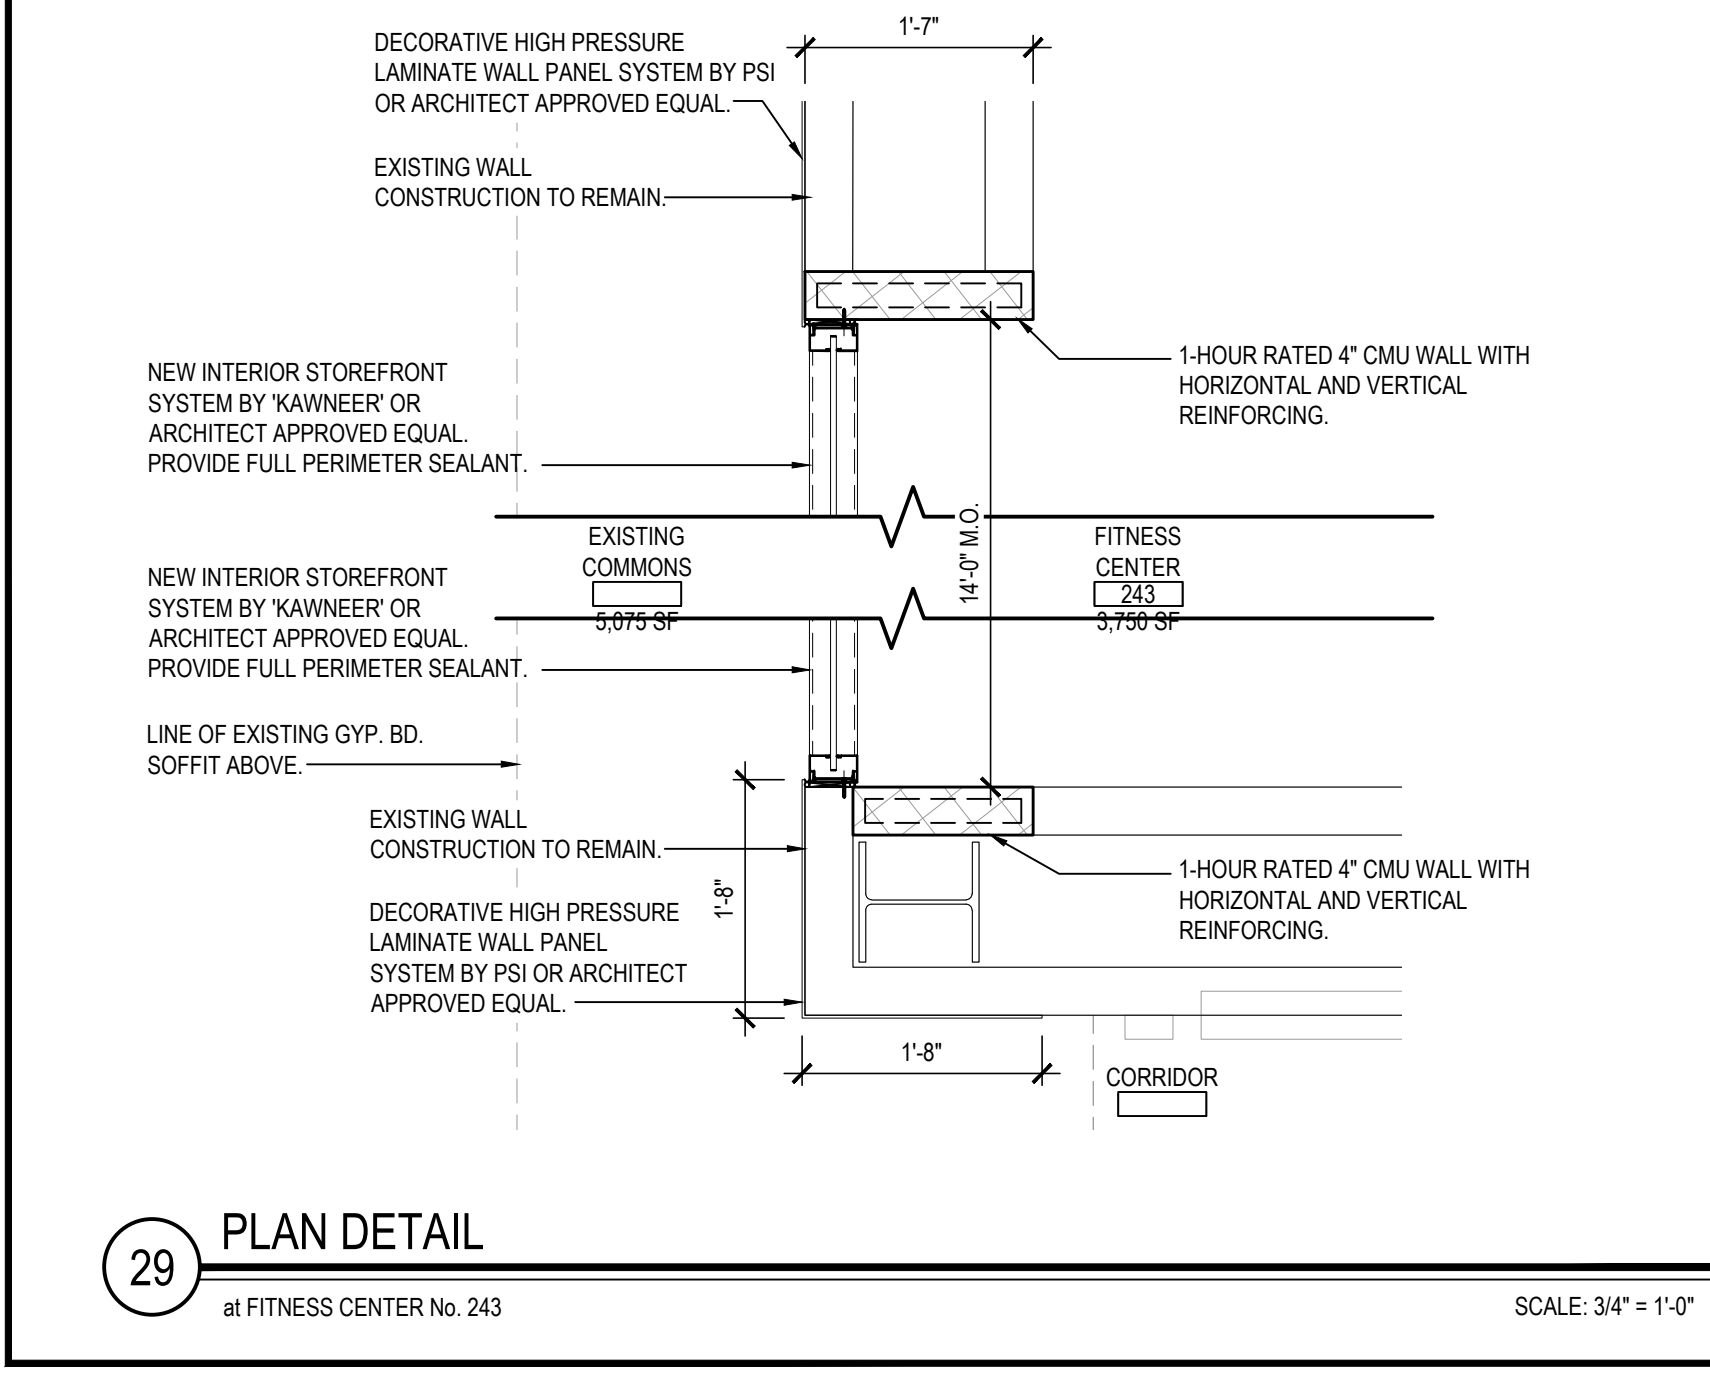 1'-7"
DECORATIVE HIGH PRESSURE
LAMINATE WALL PANEL SYSTEM BY PSI
OR ARCHITECT APPROVED EQUAL.
EXISTING WALL
CONSTRUCTION TO REMAIN.
1-HOUR RATED 4" CMU WALL WITH
HORIZONTAL AND VERTICAL
REINFORCING.
NEW INTERIOR STOREFRONT
SYSTEM BY 'KAWNEER' OR
ARCHITECT APPROVED EQUAL.
PROVIDE FULL PERIMETER SEALANT.
EXISTING
COMMONS
5,075 SF
14'-0" M.O.
FITNESS
CENTER
243
3,750 SF
NEW INTERIOR STOREFRONT
SYSTEM BY 'KAWNEER' OR
ARCHITECT APPROVED EQUAL.
PROVIDE FULL PERIMETER SEALANT.
LINE OF EXISTING GYP. BD.
SOFFIT ABOVE.
EXISTING WALL
CONSTRUCTION TO REMAIN.
1'-8"
1-HOUR RATED 4" CMU WALL WITH
HORIZONTAL AND VERTICAL
REINFORCING.
DECORATIVE HIGH PRESSURE
LAMINATE WALL PANEL
SYSTEM BY PSI OR ARCHITECT
APPROVED EQUAL.
1'-8"
CORRIDOR
29
PLAN DETAIL
at FITNESS CENTER No. 243
SCALE: 3/4" = 1'-0"